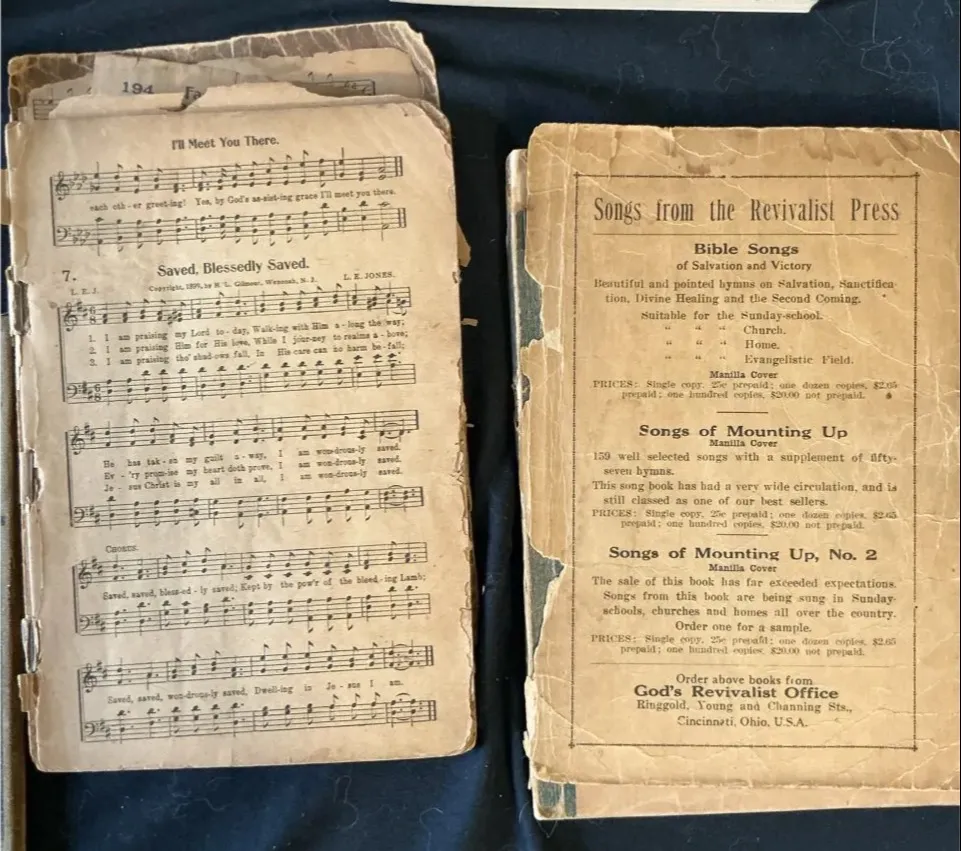 194
I'll Meet You There.
each oth - er greet-ing! Yes, by God's as-sist-ing grace I'll meet you there.
7.
Saved, Blessedly Saved.
L. E. J.
Copyright, 1899, by H. L. Gilmour, Wenonah, N. J.
L. E. JONES.
1. I am praising my Lord to - day, Walk-ing with Him a - long the way;
2. I am praising Him for His love, While I jour-ney to realms a - bove;
3. I am praising tho' shad-ows fall, In His care can no harm be - fall;
He has tak - en my guilt a - way, I am won-drous-ly saved.
Ev - 'ry prom-ise my heart doth prove, I am won-drous-ly saved.
Je - sus Christ is my all in all, I am won-drous-ly saved.
CHORUS.
Saved, saved, bless-ed - ly saved; Kept by the pow'r of the bleed - ing Lamb;
Saved, saved, won-drous-ly saved, Dwell-ing in Je - sus I am.
Songs from the Revivalist Press
Bible Songs
of Salvation and Victory
Beautiful and pointed hymns on Salvation, Sanctifica-
tion, Divine Healing and the Second Coming.
Suitable for the Sunday-school.
" " " Church.
" " " Home.
" " " Evangelistic Field.
Manilla Cover
PRICES: Single copy, 25c prepaid; one dozen copies, $2.65
prepaid; one hundred copies, $20.00 not prepaid.
Songs of Mounting Up
Manilla Cover
159 well selected songs with a supplement of fifty-
seven hymns.
This song book has had a very wide circulation, and is
still classed as one of our best sellers.
PRICES: Single copy, 25c prepaid; one dozen copies, $2.65
prepaid; one hundred copies, $20.00 not prepaid.
Songs of Mounting Up, No. 2
Manilla Cover
The sale of this book has far exceeded expectations.
Songs from this book are being sung in Sunday-
schools, churches and homes all over the country.
Order one for a sample.
PRICES: Single copy, 25c prepaid; one dozen copies, $2.65
prepaid; one hundred copies, $20.00 not prepaid.
Order above books from
God's Revivalist Office
Ringgold, Young and Channing Sts.,
Cincinnati, Ohio, U.S.A.